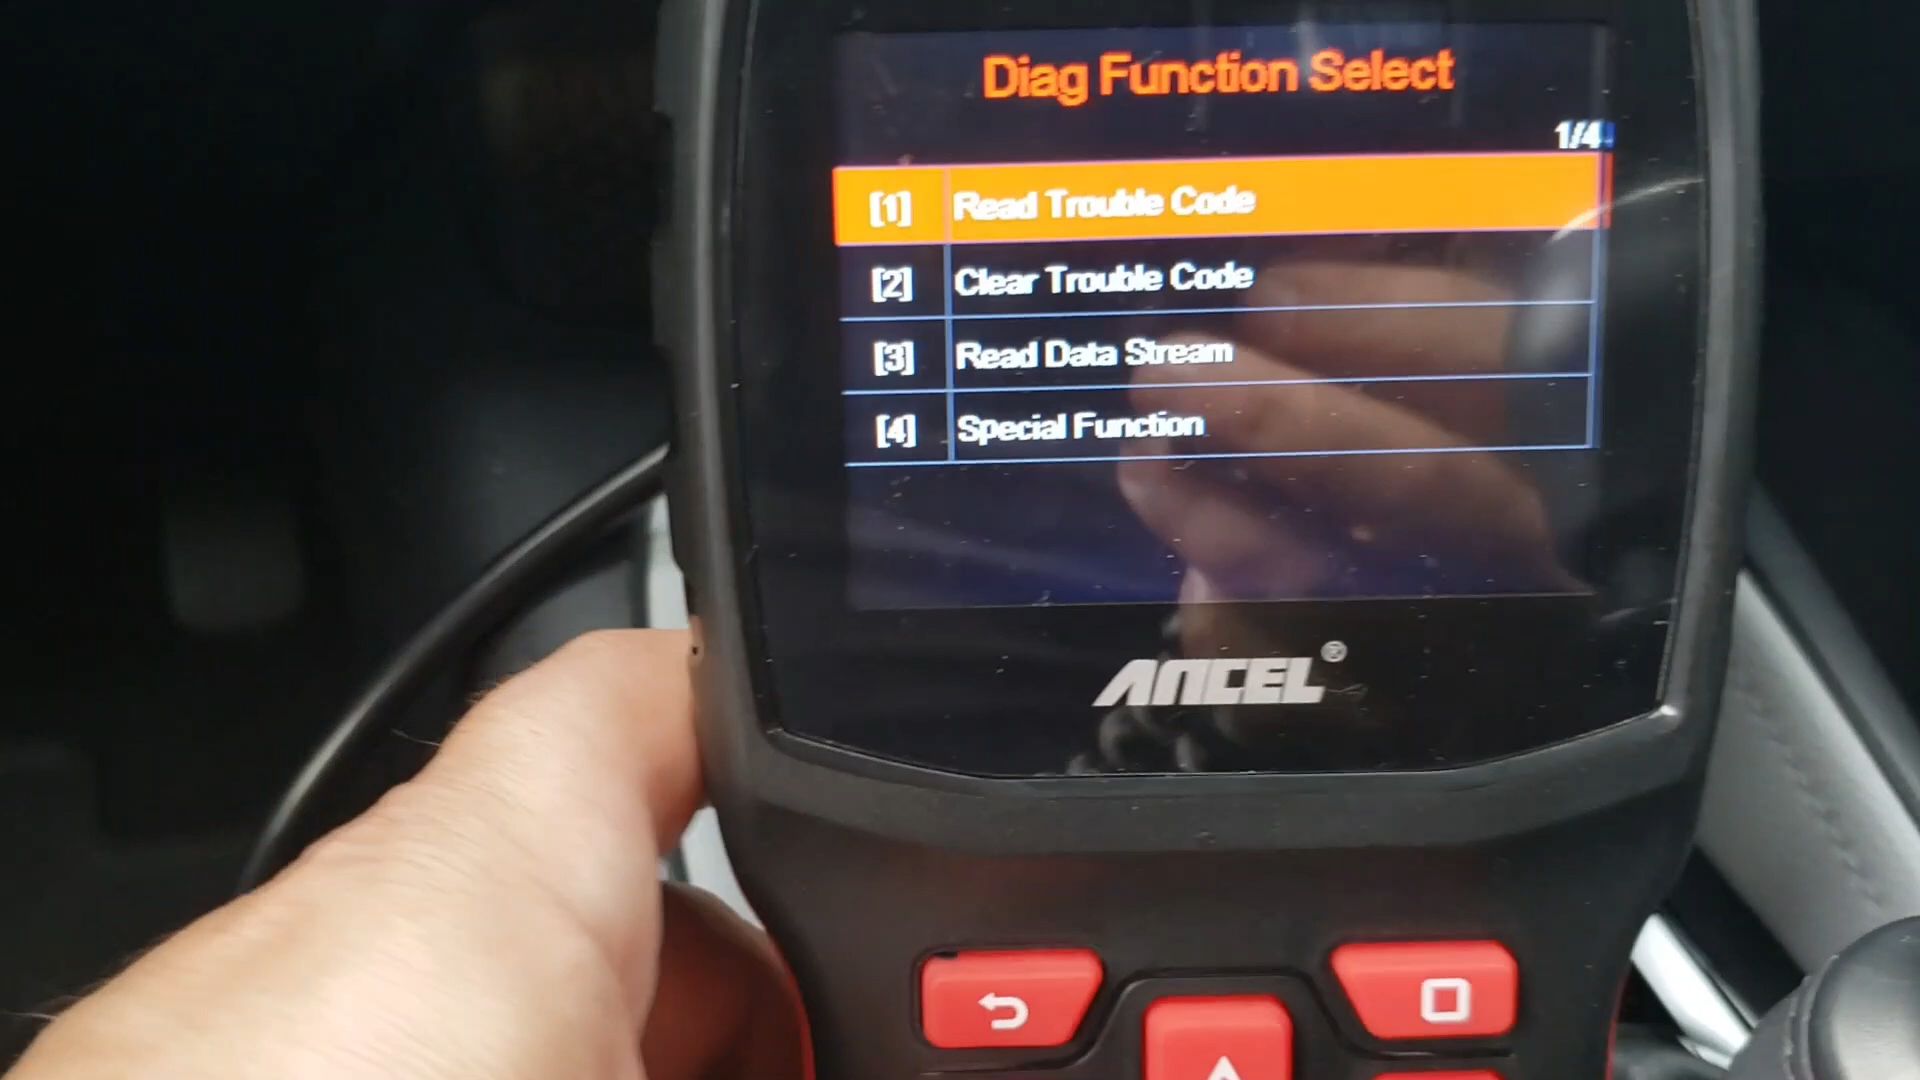 Diag Function Select
1/4
[1] Read Trouble Code
[2] Clear Trouble Code
[3] Read Data Stream
[4] Special Function
ANCEL®